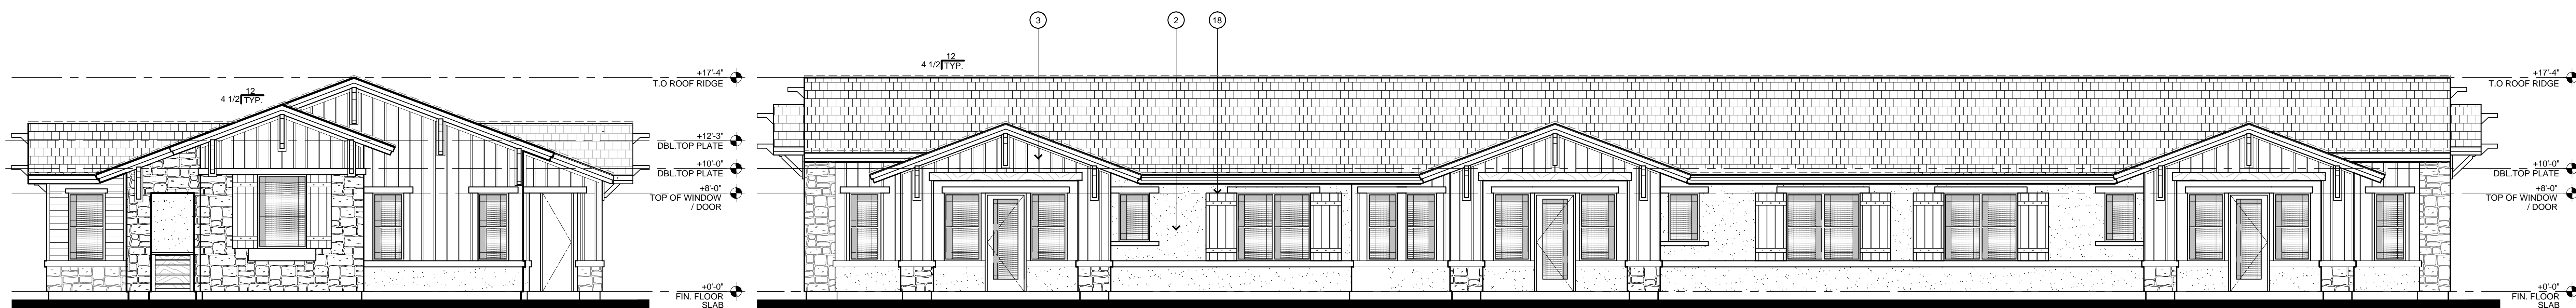 3
2
18
12
4 1/2 TYP.
+17'-4"
T.O ROOF RIDGE
12
4 1/2 TYP.
+12'-3"
DBL.TOP PLATE
+10'-0"
DBL.TOP PLATE
+8'-0"
TOP OF WINDOW
/ DOOR
+0'-0"
FIN. FLOOR
SLAB
+17'-4"
T.O ROOF RIDGE
+10'-0"
DBL.TOP PLATE
+8'-0"
TOP OF WINDOW
/ DOOR
+0'-0"
FIN. FLOOR
SLAB